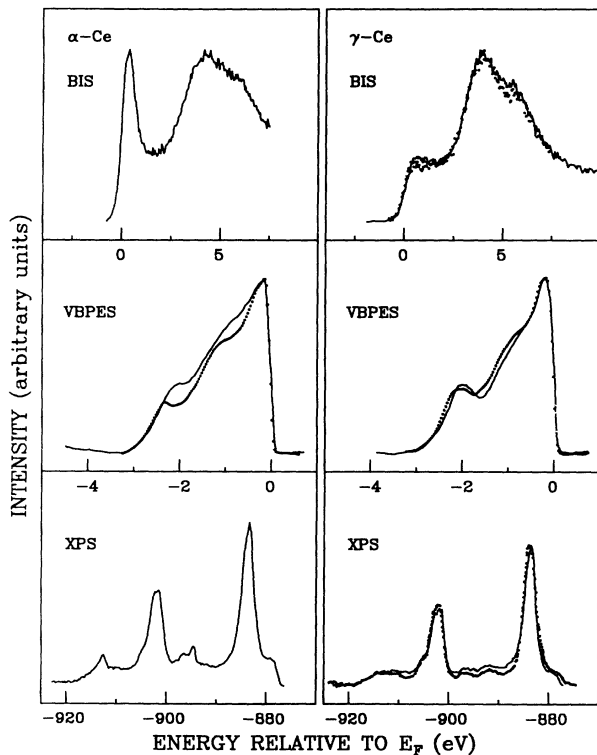 α-Ce
BIS
γ-Ce
BIS
0 5
0 5
VBPES
VBPES
-4 -2 0
-4 -2 0
XPS
XPS
-920 -900 -880
-920 -900 -880
INTENSITY (arbitrary units)
ENERGY RELATIVE TO E_F (eV)